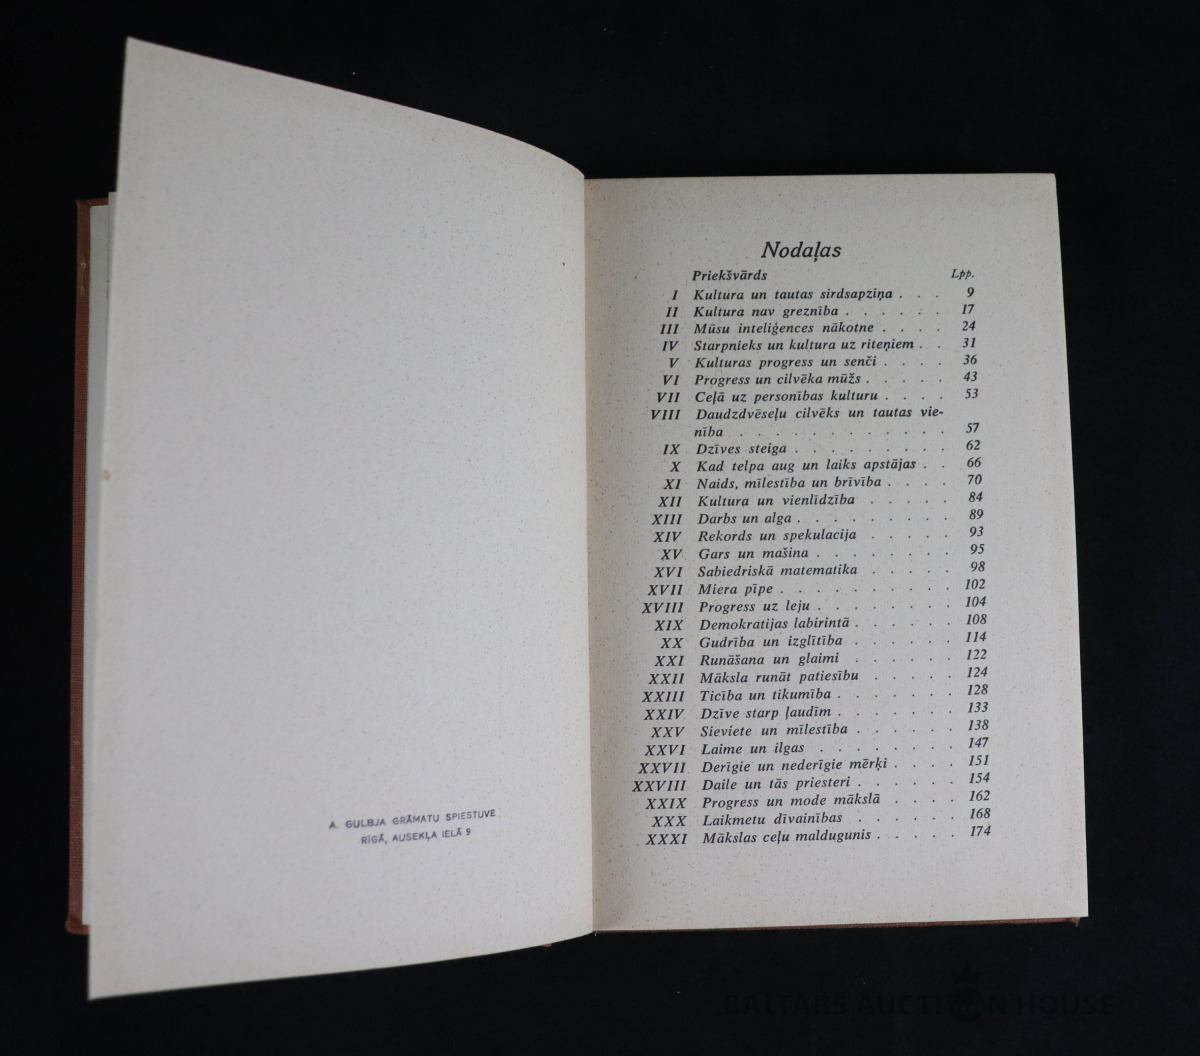 A. GULBJA GRĀMATU SPIESTUVE
RĪGĀ, AUSEKĻA IELĀ 9
Nodaļas
Priekšvārds Lpp.
I Kultūra un tautas sirdsapziņa . . . 9
II Kultura nav greznība . . . . . . 17
III Mūsu inteliģences nākotne . . . . 24
IV Starpnieks un kultura uz riteņiem . . 31
V Kulturas progress un senči . . . . 36
VI Progress un cilvēka mūžs . . . . . 43
VII Ceļā uz personības kulturu . . . . 53
VIII Daudzdvēseļu cilvēks un tautas vie-
nība . . . . . . . . . . . . 57
IX Dzīves steiga . . . . . . . . . 62
X Kad telpa aug un laiks apstājas . . 66
XI Naids, mīlestība un brīvība . . . . 70
XII Kultura un vienlīdzība . . . . . 84
XIII Darbs un alga . . . . . . . . . 89
XIV Rekords un spekulacija . . . . . 93
XV Gars un mašina . . . . . . . . 95
XVI Sabiedriskā matematika . . . . . 98
XVII Miera pīpe . . . . . . . . . . 102
XVIII Progress uz leju . . . . . . . . 104
XIX Demokratijas labirintā . . . . . . 108
XX Gudrība un izglītība . . . . . . 114
XXI Runāšana un glaimi . . . . . . 122
XXII Māksla runāt patiesību . . . . . 124
XXIII Ticība un tikumība . . . . . . . 128
XXIV Dzīve starp ļaudīm . . . . . . . 133
XXV Sieviete un mīlestība . . . . . . 138
XXVI Laime un ilgas . . . . . . . . 147
XXVII Derīgie un nederīgie mērķi . . . . 151
XXVIII Daile un tās priesteri . . . . . . 154
XXIX Progress un mode mākslā . . . . 162
XXX Laikmetu dīvainības . . . . . . 168
XXXI Mākslas ceļu maldugunis . . . . . 174
BALTARS AUCTION HOUSE